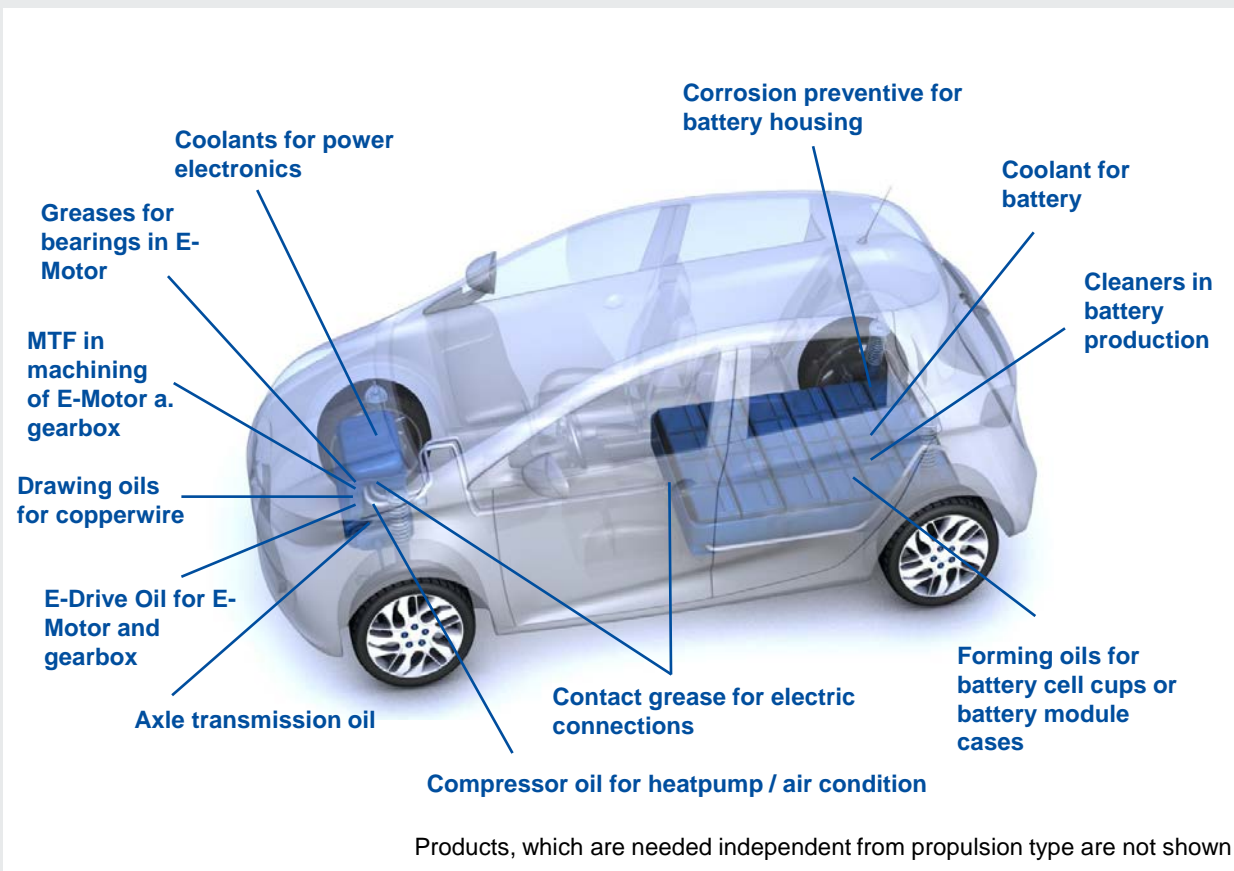 Corrosion preventive for
battery housing
Coolants for power
electronics
Coolant for
battery
Greases for
bearings in E-
Motor
Cleaners in
battery
production
MTF in
machining
of E-Motor a.
gearbox
Drawing oils
for copperwire
E-Drive Oil for E-
Motor and
gearbox
Forming oils for
battery cell cups or
battery module
cases
Contact grease for electric
connections
Axle transmission oil
Compressor oil for heatpump / air condition
Products, which are needed independent from propulsion type are not shown